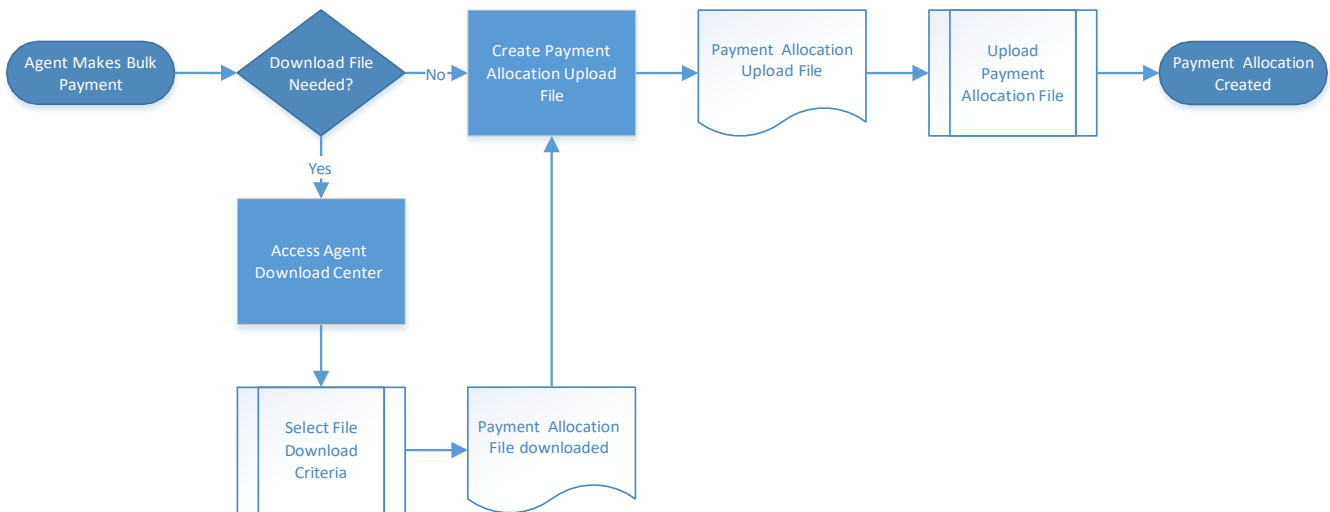 Agent Makes Bulk
Payment
Download File
Needed?
No
Create Payment
Allocation Upload
File
Payment Allocation
Upload File
Upload
Payment
Allocation File
Payment Allocation
Created
Yes
Access Agent
Download Center
Select File
Download
Criteria
Payment Allocation
File downloaded